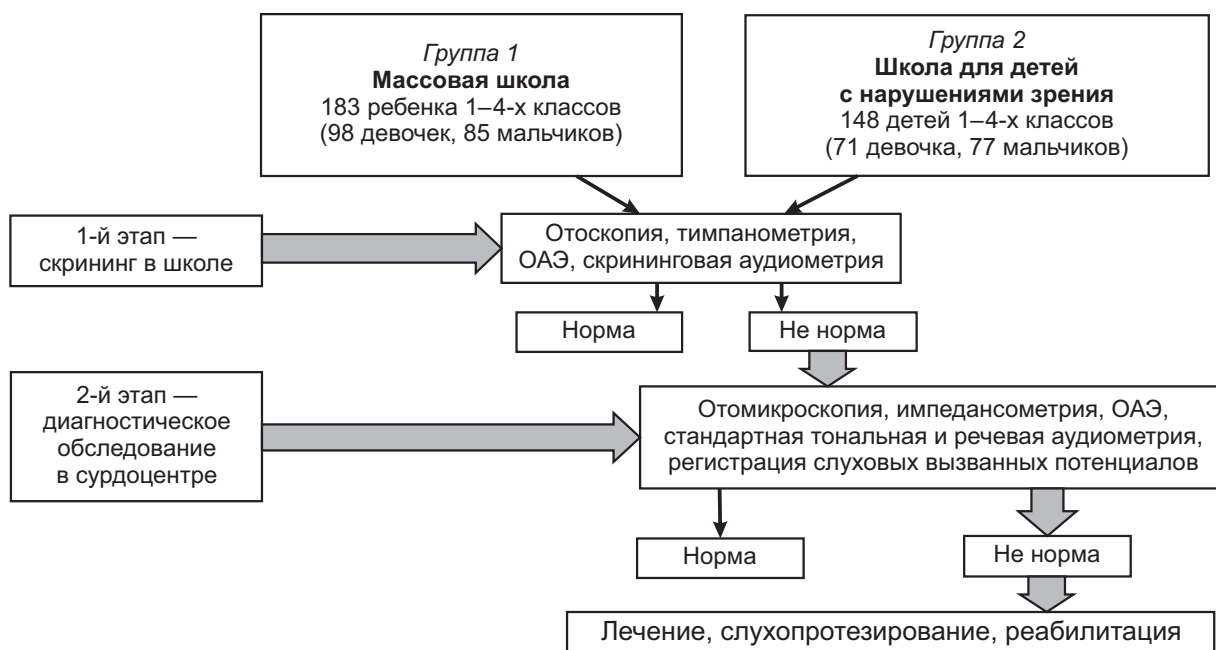 Группа 1
Массовая школа
183 ребенка 1–4-х классов
(98 девочек, 85 мальчиков)
Группа 2
Школа для детей
с нарушениями зрения
148 детей 1–4-х классов
(71 девочка, 77 мальчиков)
1-й этап —
скрининг в школе
Отоскопия, тимпанометрия,
ОАЭ, скрининговая аудиометрия
Норма
Не норма
2-й этап —
диагностическое
обследование
в сурдоцентре
Отомикроскопия, импедансометрия, ОАЭ,
стандартная тональная и речевая аудиометрия,
регистрация слуховых вызванных потенциалов
Норма
Не норма
Лечение, слухопротезирование, реабилитация